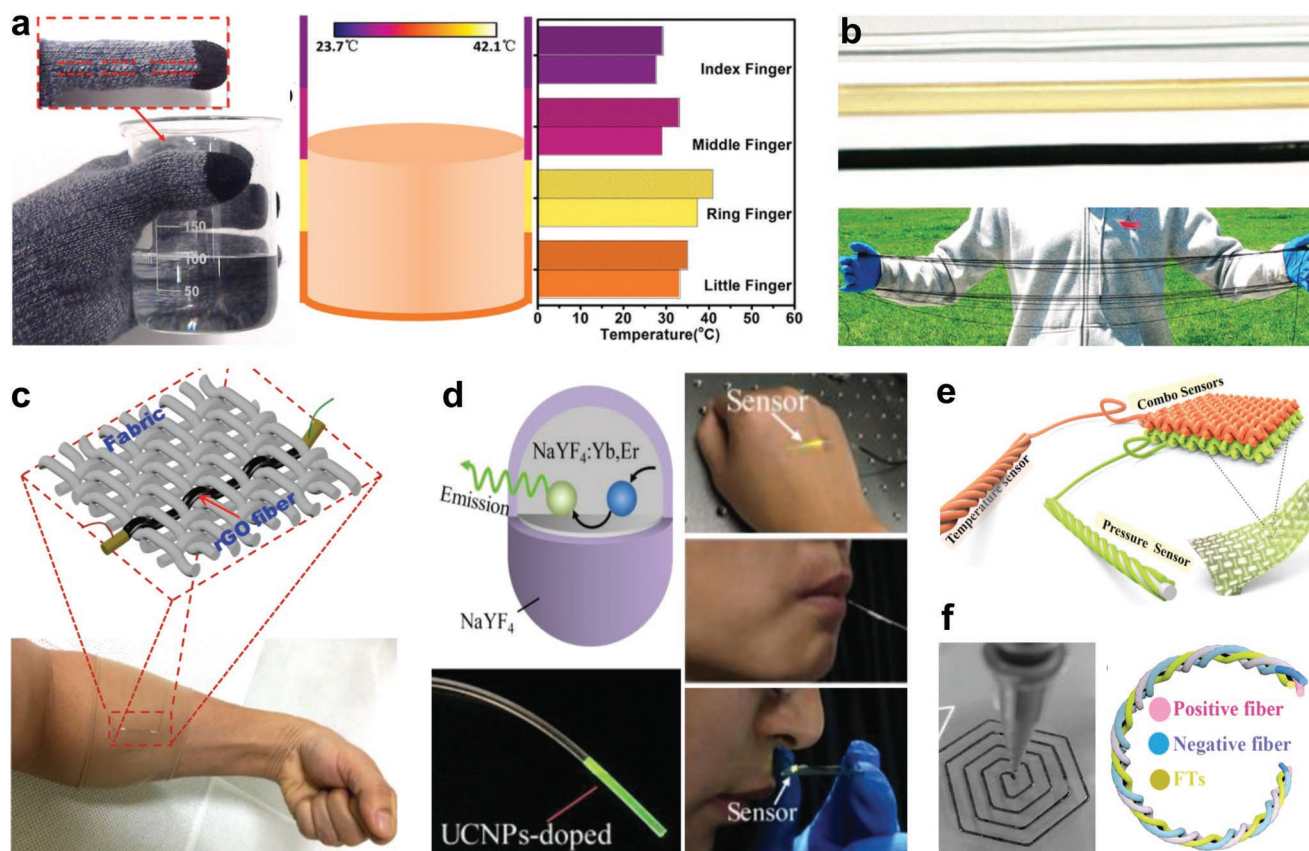 a
23.7℃
42.1℃
150
100
50
Index Finger
Middle Finger
Ring Finger
Little Finger
0 10 20 30 40 50 60
Temperature(°C)
b
c
Fabric
rGO fiber
d
NaYF₄:Yb,Er
Emission
NaYF₄
UCNPs-doped
Sensor
Sensor
e
Combo Sensors
Temperature Sensor
Pressure Sensor
f
Positive fiber
Negative fiber
FTs